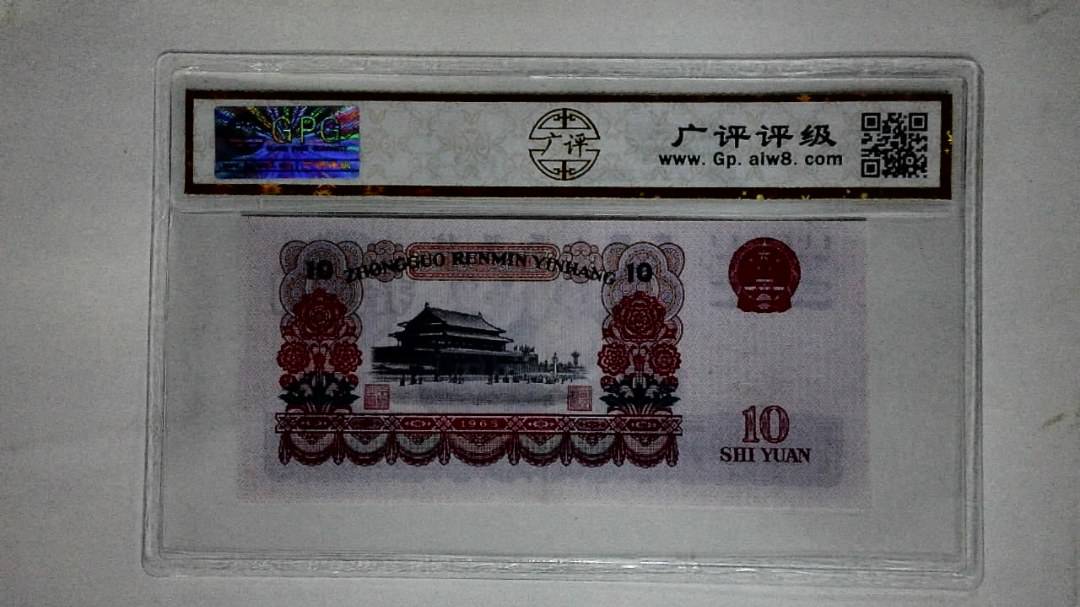 GPG
广评
广评评级
www. Gp. alw8. com
10 ZHONGGUO RENMIN YINHANG 10
1965
10
SHI YUAN